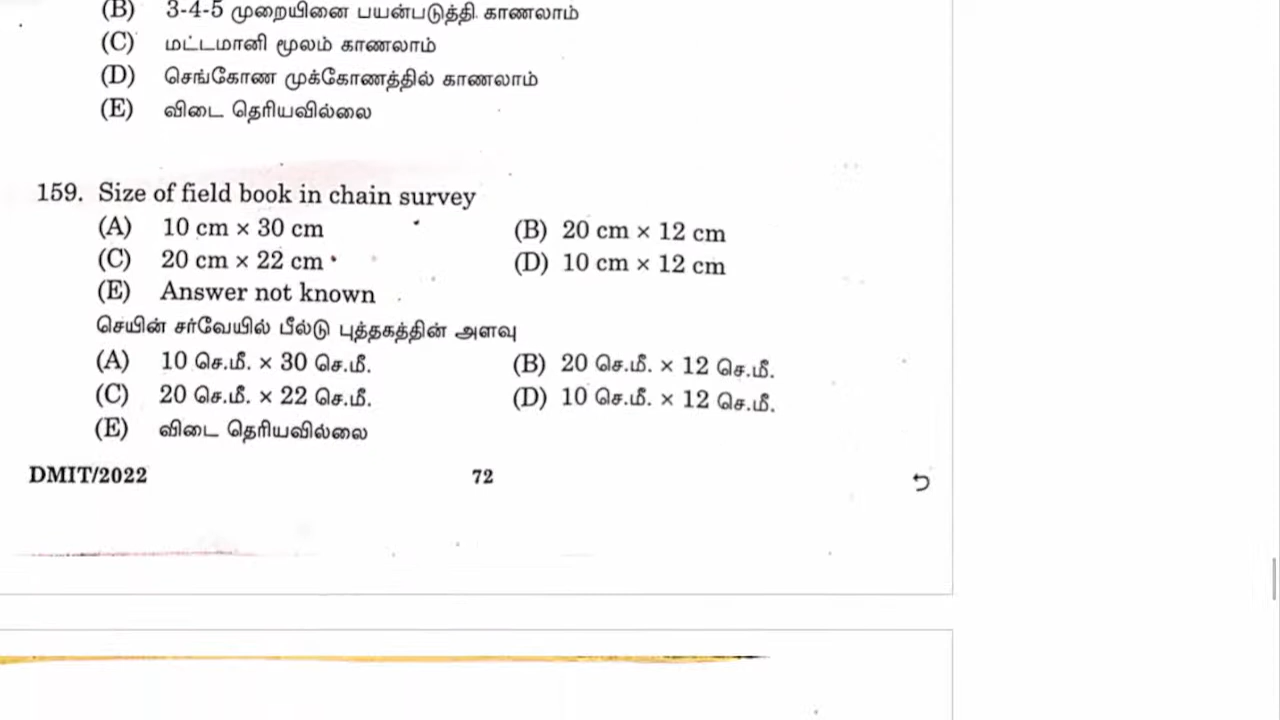 (B) 3-4-5 முறையினை பயன்படுத்தி காணலாம்
(C) மட்டமானி மூலம் காணலாம்
(D) செங்கோண முக்கோணத்தில் காணலாம்
(E) விடை தெரியவில்லை
159. Size of field book in chain survey
(A) 10 cm × 30 cm (B) 20 cm × 12 cm
(C) 20 cm × 22 cm (D) 10 cm × 12 cm
(E) Answer not known
செயின் சர்வேயில் பீல்டு புத்தகத்தின் அளவு
(A) 10 செ.மீ. × 30 செ.மீ. (B) 20 செ.மீ. × 12 செ.மீ.
(C) 20 செ.மீ. × 22 செ.மீ. (D) 10 செ.மீ. × 12 செ.மீ.
(E) விடை தெரியவில்லை
DMIT/2022 72